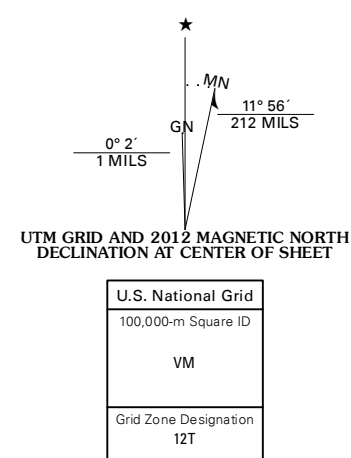 ★
MN
11° 56´
212 MILS
GN
0° 2´
1 MILS
UTM GRID AND 2012 MAGNETIC NORTH
DECLINATION AT CENTER OF SHEET
U.S. National Grid
100,000-m Square ID
VM
Grid Zone Designation
12T